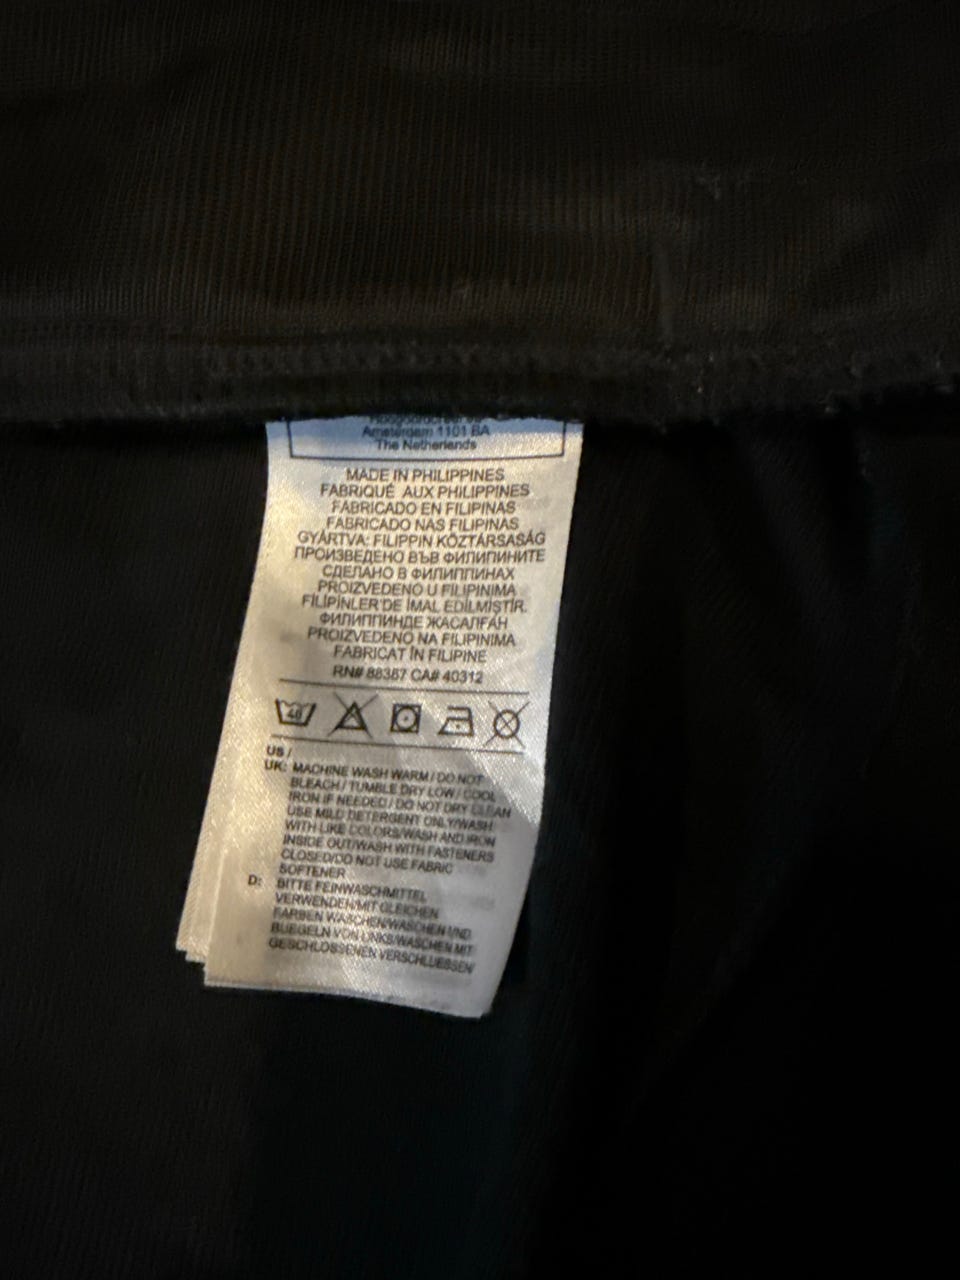 Amsterdam 1101 BA
The Netherlands
MADE IN PHILIPPINES
FABRIQUÉ AUX PHILIPPINES
FABRICADO EN FILIPINAS
FABRICADO NAS FILIPINAS
GYÁRTVA: FILIPPIN KÖZTÁRSASÁG
ПРОИЗВЕДЕНО ВЪВ ФИЛИПИНИТЕ
СДЕЛАНО В ФИЛИППИНАХ
PROIZVEDENO U FILIPINIMA
FİLİPİNLER'DE İMAL EDİLMİŞTİR.
ФИЛИППИНДЕ ЖАСАЛҒАН
PROIZVEDENO NA FILIPINIMA
FABRICAT ÎN FILIPINE
RN# 88387 CA# 40312
40
US /
UK: MACHINE WASH WARM / DO NOT
BLEACH / TUMBLE DRY LOW / COOL
IRON IF NEEDED / DO NOT DRY CLEAN
USE MILD DETERGENT ONLY/WASH
WITH LIKE COLORS/WASH AND IRON
INSIDE OUT/WASH WITH FASTENERS
CLOSED/DO NOT USE FABRIC
SOFTENER
D: BITTE FEINWASCHMITTEL
VERWENDEN/MIT GLEICHEN
FARBEN WASCHEN/WASCHEN UND
BUEGELN VON LINKS/WASCHEN MIT
GESCHLOSSENEN VERSCHLUESSEN